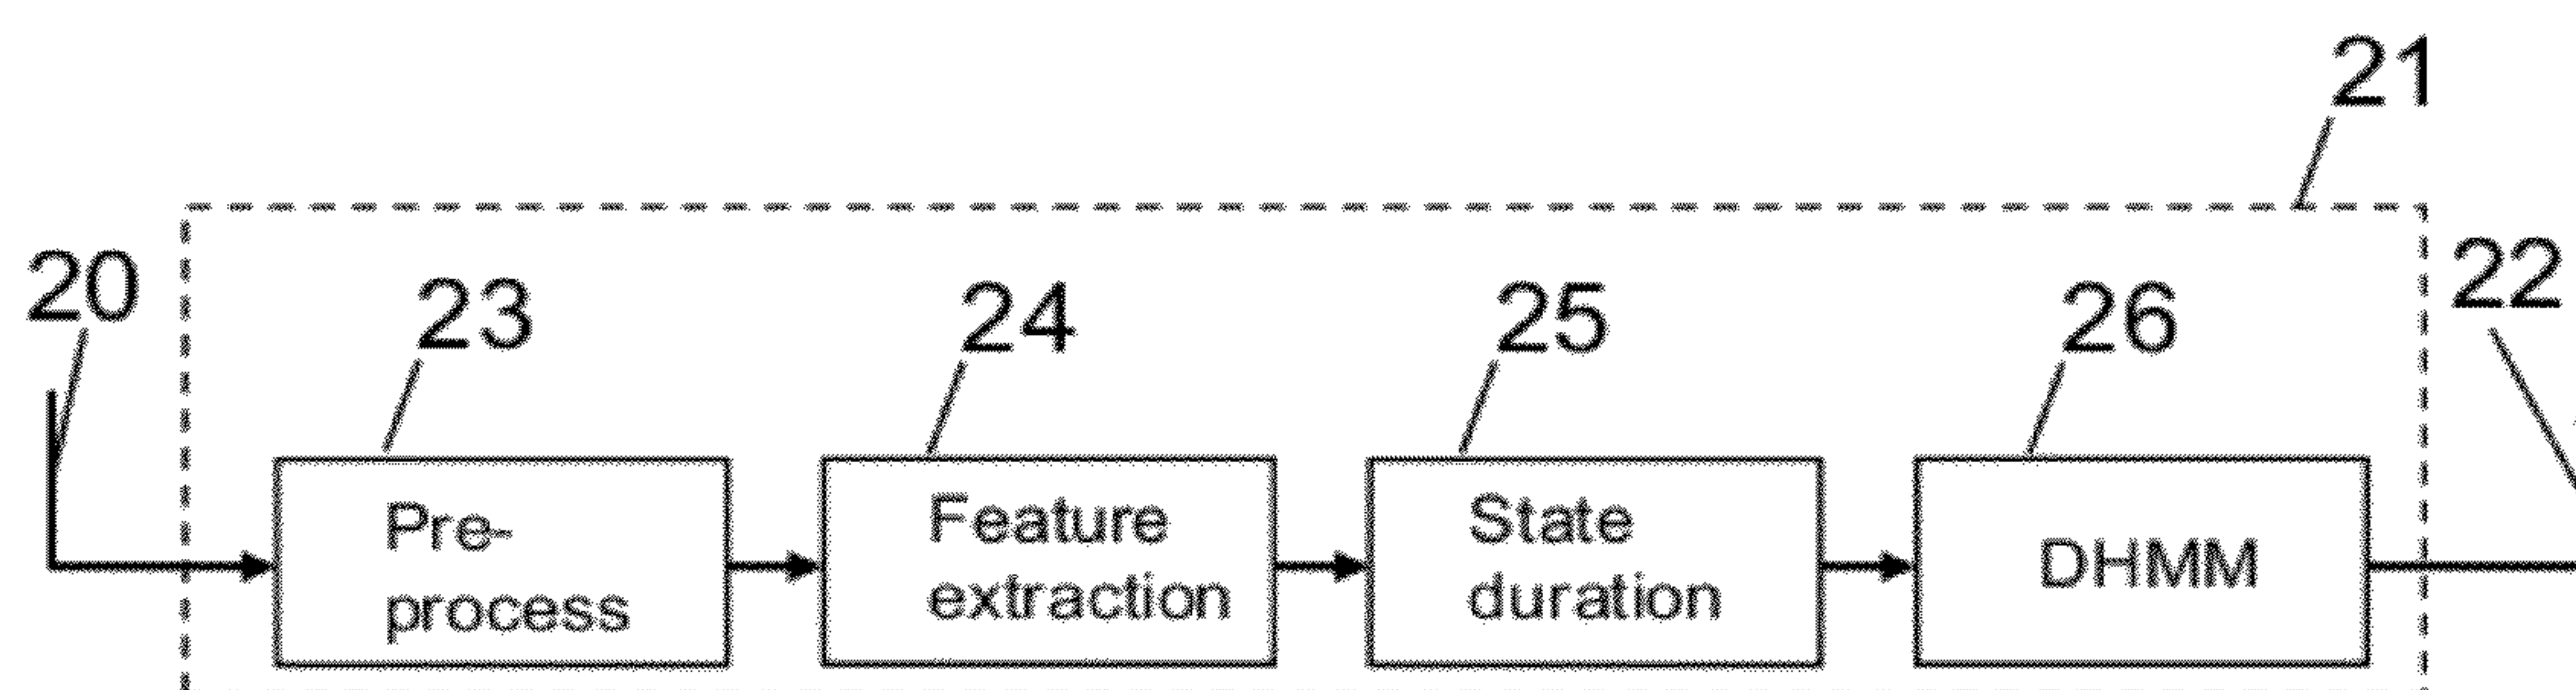 21
20
22
23
24
25
26
Pre-
process
Feature
extraction
State
duration
DHMM